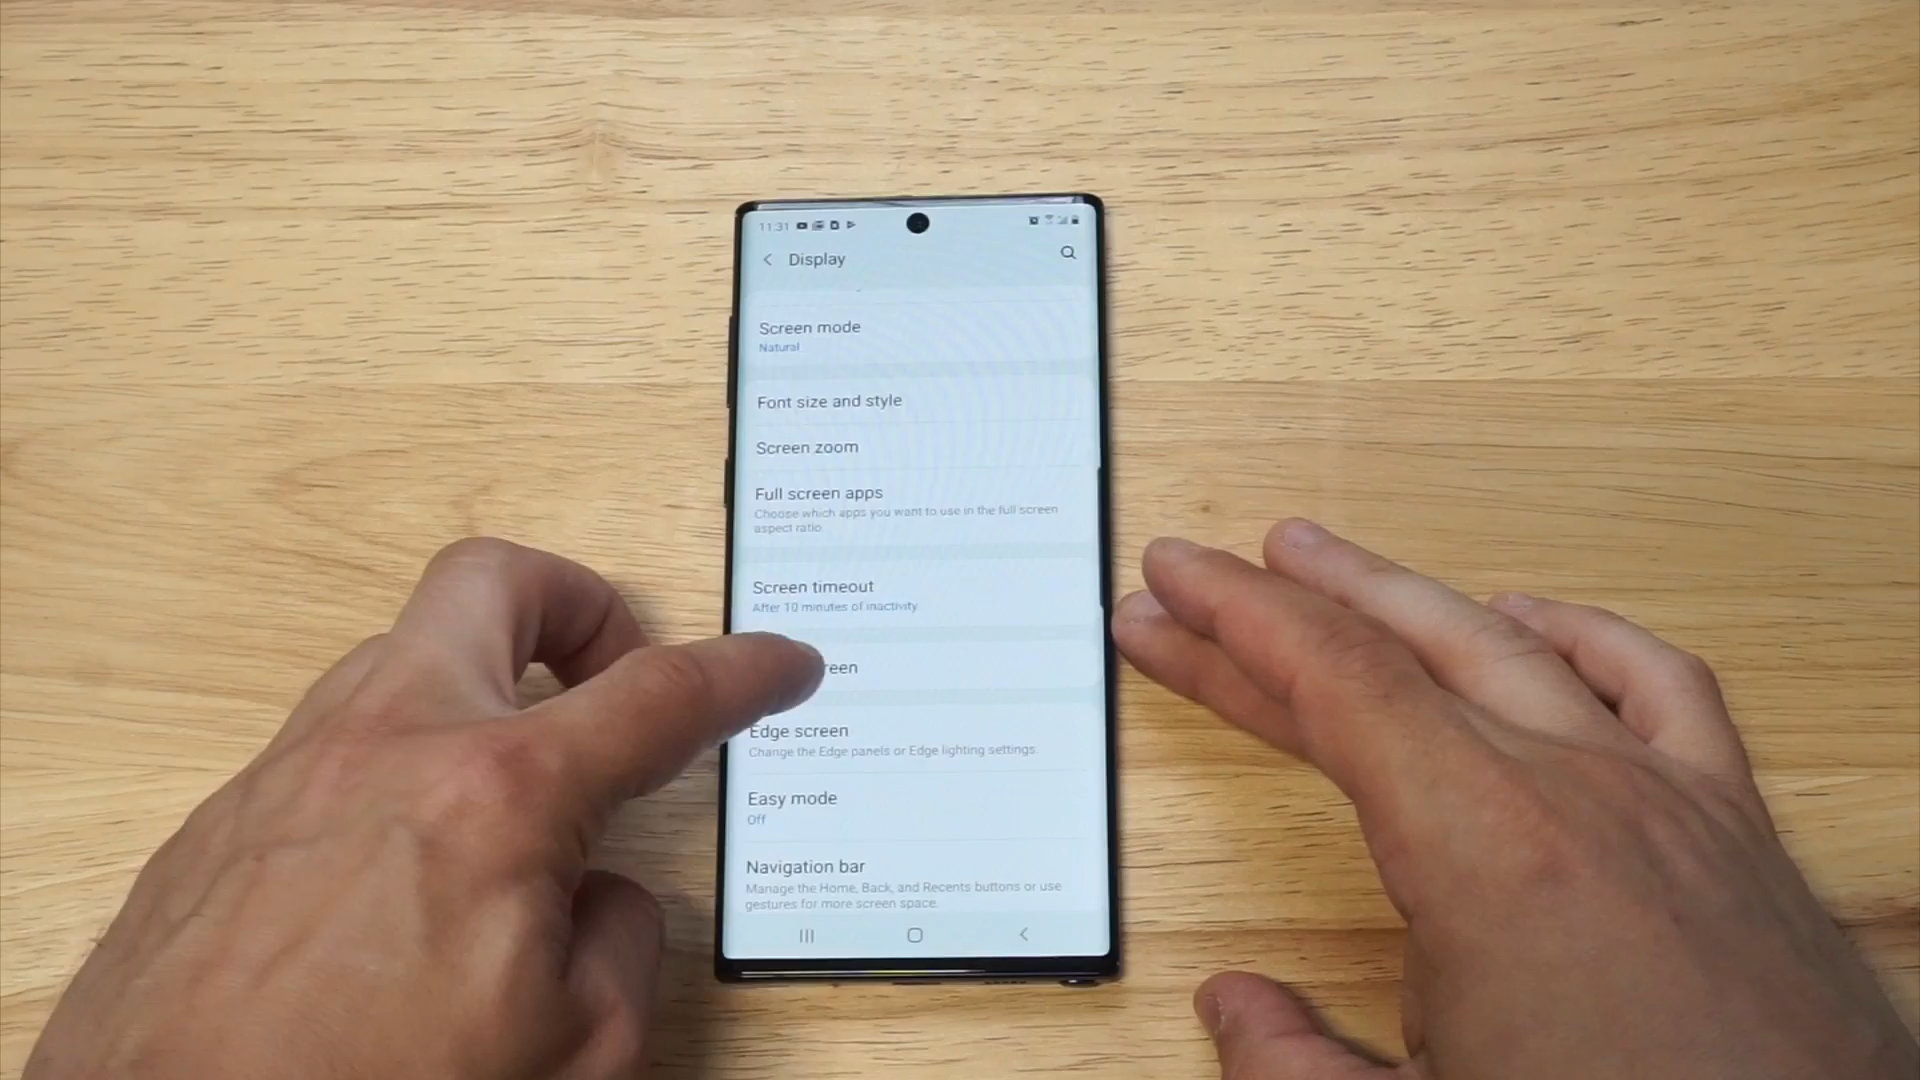 11:31
Display
Screen mode
Natural
Font size and style
Screen zoom
Full screen apps
Choose which apps you want to use in the full screen
aspect ratio.
Screen timeout
After 10 minutes of inactivity.
reen
Edge screen
Change the Edge panels or Edge lighting settings.
Easy mode
Off
Navigation bar
Manage the Home, Back, and Recents buttons or use
gestures for more screen space.